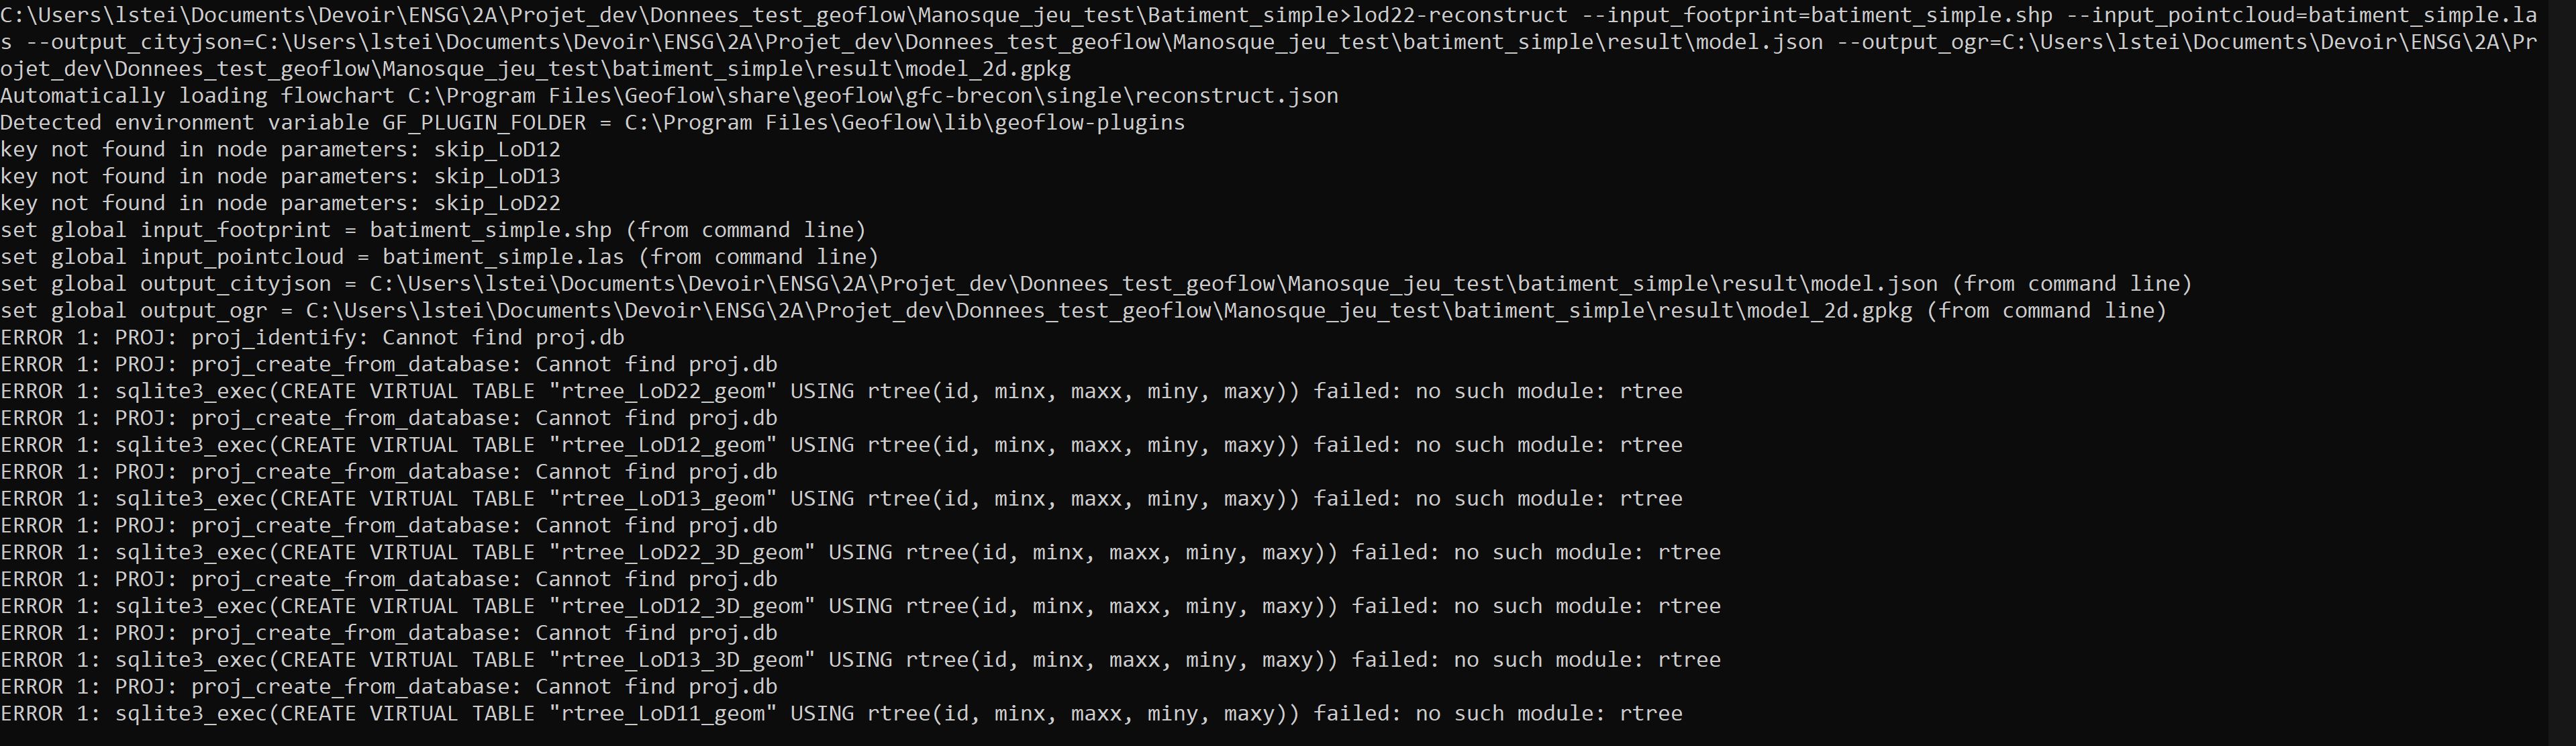 C:\Users\lstei\Documents\Devoir\ENSG\2A\Projet_dev\Donnees_test_geoflow\Manosque_jeu_test\Batiment_simple>lod22-reconstruct --input_footprint=batiment_simple.shp --input_pointcloud=batiment_simple.la
s --output_cityjson=C:\Users\lstei\Documents\Devoir\ENSG\2A\Projet_dev\Donnees_test_geoflow\Manosque_jeu_test\batiment_simple\result\model.json --output_ogr=C:\Users\lstei\Documents\Devoir\ENSG\2A\Pr
ojet_dev\Donnees_test_geoflow\Manosque_jeu_test\batiment_simple\result\model_2d.gpkg
Automatically loading flowchart C:\Program Files\Geoflow\share\geoflow\gfc-brecon\single\reconstruct.json
Detected environment variable GF_PLUGIN_FOLDER = C:\Program Files\Geoflow\lib\geoflow-plugins
key not found in node parameters: skip_LoD12
key not found in node parameters: skip_LoD13
key not found in node parameters: skip_LoD22
set global input_footprint = batiment_simple.shp (from command line)
set global input_pointcloud = batiment_simple.las (from command line)
set global output_cityjson = C:\Users\lstei\Documents\Devoir\ENSG\2A\Projet_dev\Donnees_test_geoflow\Manosque_jeu_test\batiment_simple\result\model.json (from command line)
set global output_ogr = C:\Users\lstei\Documents\Devoir\ENSG\2A\Projet_dev\Donnees_test_geoflow\Manosque_jeu_test\batiment_simple\result\model_2d.gpkg (from command line)
ERROR 1: PROJ: proj_identify: Cannot find proj.db
ERROR 1: PROJ: proj_create_from_database: Cannot find proj.db
ERROR 1: sqlite3_exec(CREATE VIRTUAL TABLE "rtree_LoD22_geom" USING rtree(id, minx, maxx, miny, maxy)) failed: no such module: rtree
ERROR 1: PROJ: proj_create_from_database: Cannot find proj.db
ERROR 1: sqlite3_exec(CREATE VIRTUAL TABLE "rtree_LoD12_geom" USING rtree(id, minx, maxx, miny, maxy)) failed: no such module: rtree
ERROR 1: PROJ: proj_create_from_database: Cannot find proj.db
ERROR 1: sqlite3_exec(CREATE VIRTUAL TABLE "rtree_LoD13_geom" USING rtree(id, minx, maxx, miny, maxy)) failed: no such module: rtree
ERROR 1: PROJ: proj_create_from_database: Cannot find proj.db
ERROR 1: sqlite3_exec(CREATE VIRTUAL TABLE "rtree_LoD22_3D_geom" USING rtree(id, minx, maxx, miny, maxy)) failed: no such module: rtree
ERROR 1: PROJ: proj_create_from_database: Cannot find proj.db
ERROR 1: sqlite3_exec(CREATE VIRTUAL TABLE "rtree_LoD12_3D_geom" USING rtree(id, minx, maxx, miny, maxy)) failed: no such module: rtree
ERROR 1: PROJ: proj_create_from_database: Cannot find proj.db
ERROR 1: sqlite3_exec(CREATE VIRTUAL TABLE "rtree_LoD13_3D_geom" USING rtree(id, minx, maxx, miny, maxy)) failed: no such module: rtree
ERROR 1: PROJ: proj_create_from_database: Cannot find proj.db
ERROR 1: sqlite3_exec(CREATE VIRTUAL TABLE "rtree_LoD11_geom" USING rtree(id, minx, maxx, miny, maxy)) failed: no such module: rtree